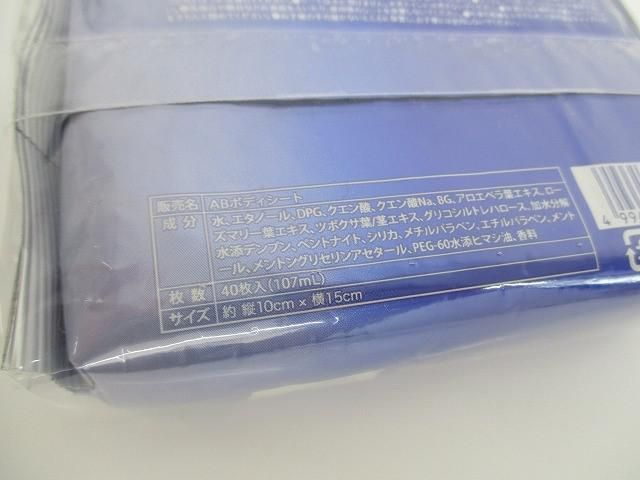 販売名 ABボディシート
成分 水、エタノール、DPG、クエン酸、クエン酸Na、BG、アロエベラ葉エキス、ロー
ズマリー葉エキス、ツボクサ葉/茎エキス、グリコシルトレハロース、加水分解
水添デンプン、ベントナイト、シリカ、メチルパラベン、エチルパラベン、メント
ール、メントングリセリンアセタール、PEG-60水添ヒマシ油、香料
枚数 40枚入(107mL)
サイズ 約 縦10cm × 横15cm